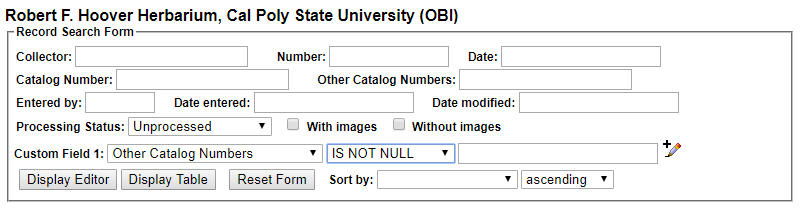 Robert F. Hoover Herbarium, Cal Poly State University (OBI)
Record Search Form
Collector: Number: Date:
Catalog Number: Other Catalog Numbers:
Entered by: Date entered: Date modified:
Processing Status: Unprocessed With images Without images
Custom Field 1: Other Catalog Numbers IS NOT NULL
Display Editor Display Table Reset Form Sort by: ascending